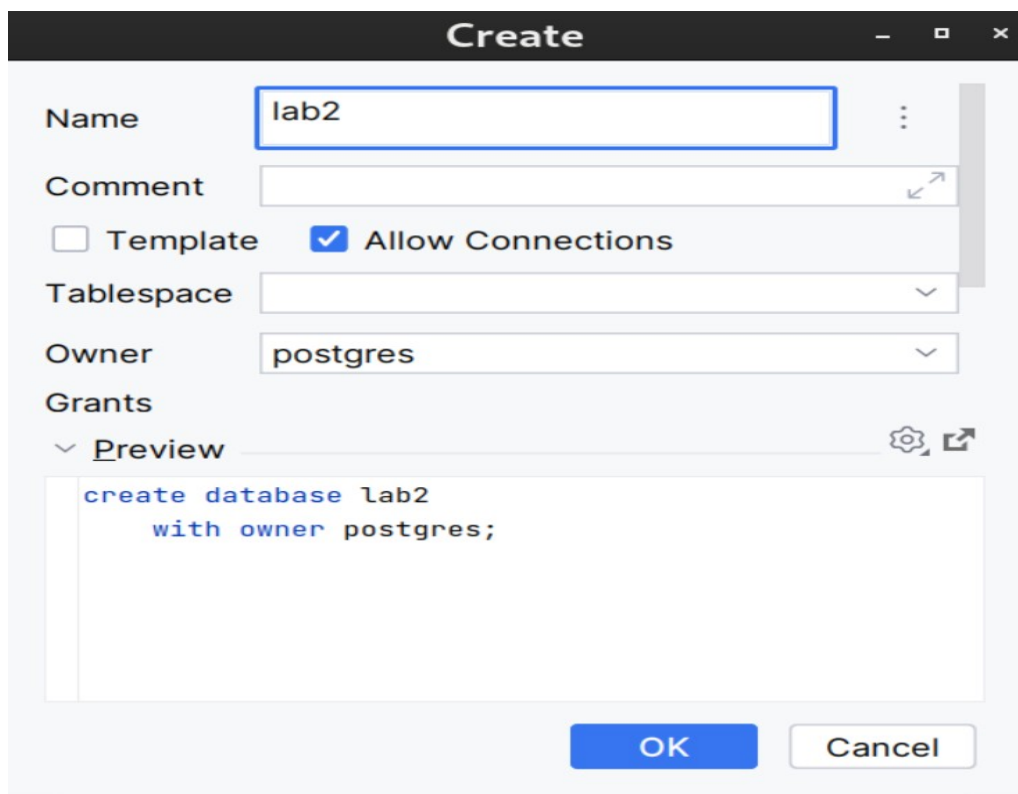 Create
Name lab2
Comment
Template Allow Connections
Tablespace
Owner postgres
Grants
Preview
create database lab2
with owner postgres;
OK Cancel